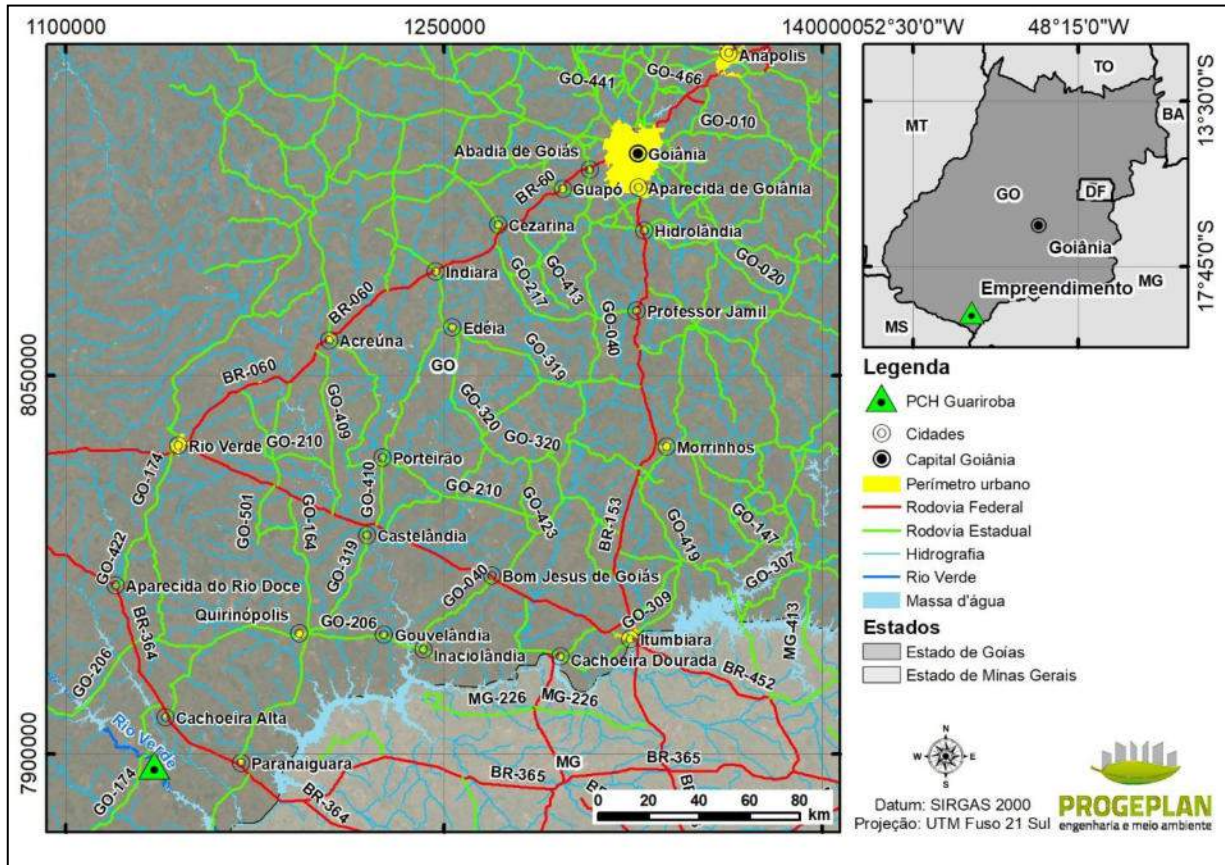 1100000
1250000
1400000
52°30'0"W
48°15'0"W
Anápolis
GO-441
GO-466
GO-010
Abadia de Goiás
Goiânia
BR-60
Guapó
Aparecida de Goiânia
Cezarina
Hidrolândia
Indiara
GO-217
GO-413
GO-020
BR-060
Professor Jamil
Edéia
GO-040
Acreúna
GO-319
8050000
BR-060
GO
GO-409
GO-320
GO-320
Rio Verde
GO-210
Morrinhos
GO-174
Porteirão
GO-410
GO-210
GO-501
GO-164
GO-423
BR-153
GO-147
Castelândia
GO-419
GO-422
GO-319
GO-040
Bom Jesus de Goiás
GO-307
Aparecida do Rio Doce
Quirinópolis
GO-206
GO-309
Gouvelândia
Itumbiara
MG-413
BR-364
Inaciolândia
Cachoeira Dourada
GO-206
BR-452
MG-226
MG-226
Cachoeira Alta
Rio Verde
7900000
Paranaiguara
BR-365
MG
BR-365
GO-174
BR-364
0 20 40 60 80
km
TO
13°30'0"S
MT
BA
GO
DF
Goiânia
17°45'0"S
Empreendimento
MG
MS
Legenda
PCH Guariroba
Cidades
Capital Goiânia
Perímetro urbano
Rodovia Federal
Rodovia Estadual
Hidrografia
Rio Verde
Massa d'água
Estados
Estado de Goías
Estado de Minas Gerais
N
W
E
S
Datum: SIRGAS 2000
Projeção: UTM Fuso 21 Sul
PROGEPLAN
engenharia e meio ambiente